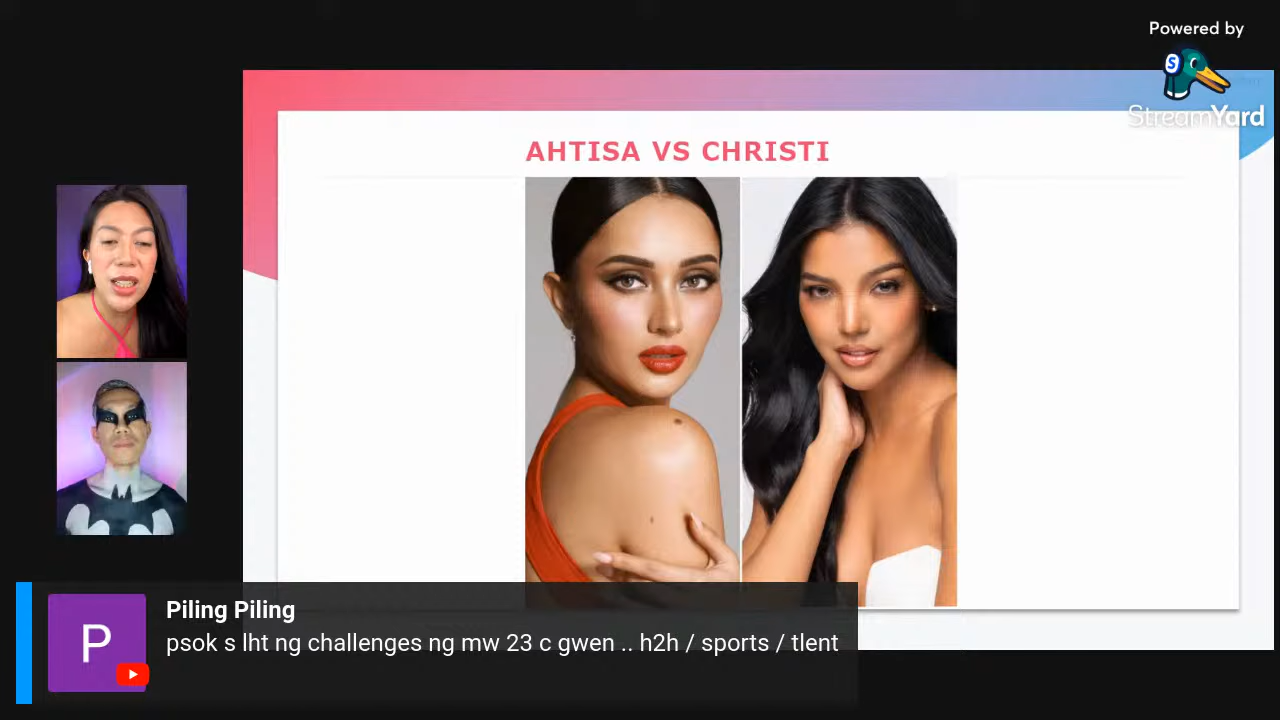 Powered by
StreamYard
AHTISA VS CHRISTI
Piling Piling
psok s lht ng challenges ng mw 23 c gwen .. h2h / sports / tlent
P
S